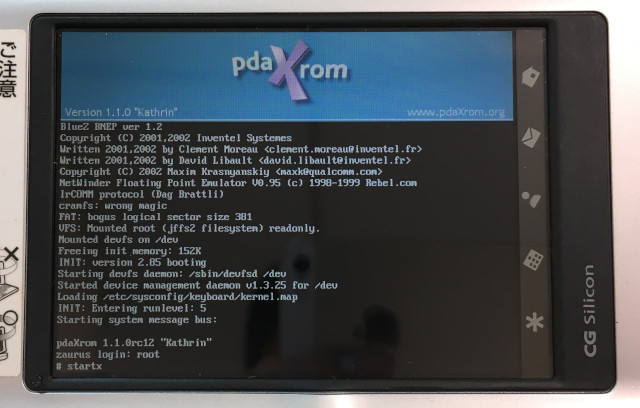 ご注意
pdaXrom
Version 1.1.0 "Kathrin"
www.pdaXrom.org
BlueZ BNEP ver 1.2
Copyright (C) 2001,2002 Inventel Systemes
Written 2001,2002 by Clement Moreau <clement.moreau@inventel.fr>
Written 2001,2002 by David Libault <david.libault@inventel.fr>
Copyright (C) 2002 Maxim Krasnyanskiy <maxk@qualcomm.com>
NetWinder Floating Point Emulator V0.95 (c) 1998-1999 Rebel.com
IrCOMM protocol (Dag Brattli)
cramfs: wrong magic
FAT: bogus logical sector size 381
VFS: Mounted root (jffs2 filesystem) readonly.
Mounted devfs on /dev
Freeing init memory: 152K
INIT: version 2.85 booting
Starting devfs daemon: /sbin/devfsd /dev
Started device management daemon v1.3.25 for /dev
Loading /etc/sysconfig/keyboard/kernel.map
INIT: Entering runlevel: 5
Starting system message bus:
pdaXrom 1.1.0rc12 "Kathrin"
zaurus login: root
# startx
CG Silicon